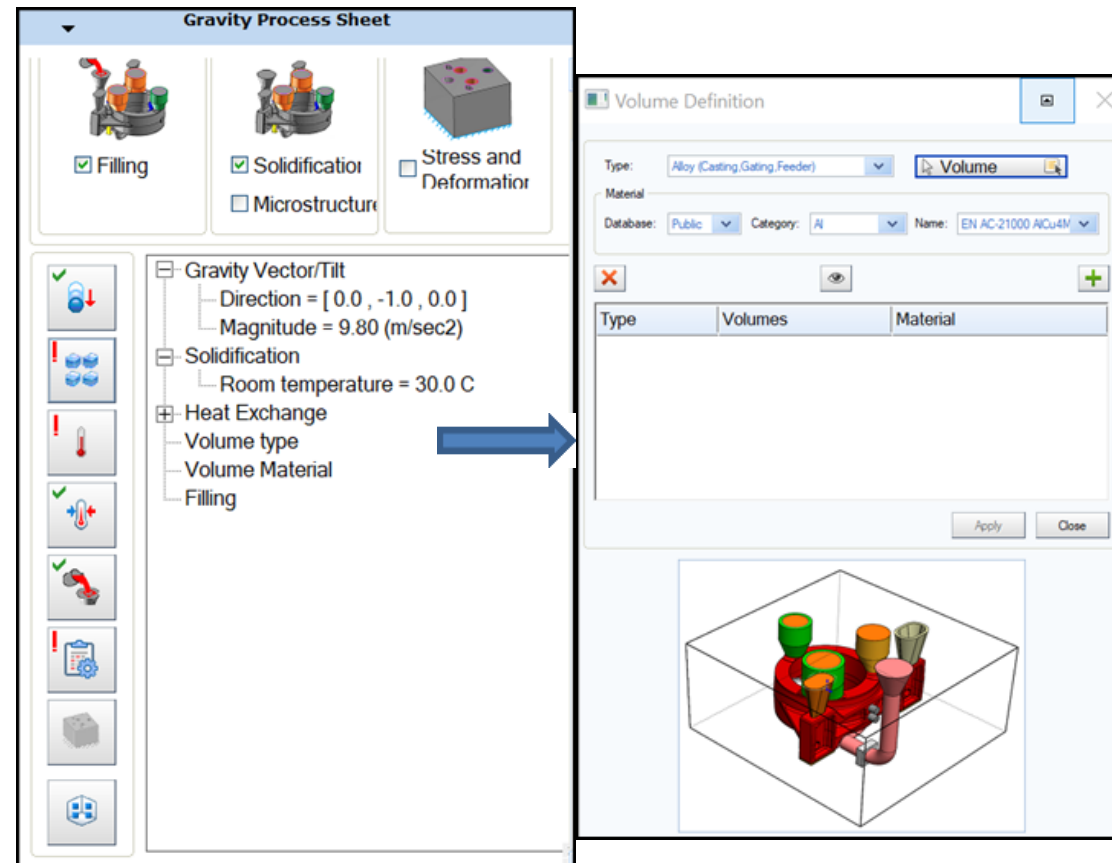 Gravity Process Sheet
Filling
Solidification
Microstructure
Stress and
Deformation
Gravity Vector/Tilt
Direction = [ 0.0 , -1.0 , 0.0 ]
Magnitude = 9.80 (m/sec2)
Solidification
Room temperature = 30.0 C
Heat Exchange
Volume type
Volume Material
Filling
Volume Definition
Type: Alloy (Casting,Gating,Feeder) Volume
Material
Database: Public Category: Al Name: EN AC-21000 AlCu4M
Type Volumes Material
Apply Close